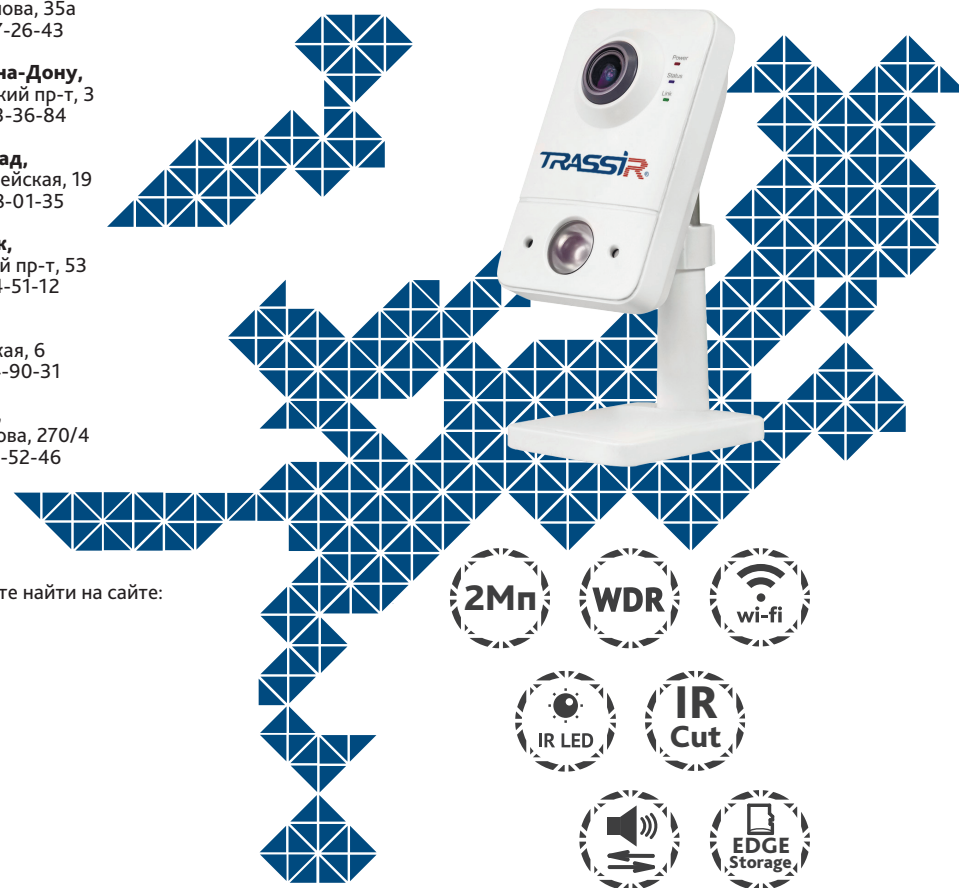 ова, 35а
-26-43
на-Дону,
кий пр-т, 3
3-36-84
ад,
ейская, 19
8-01-35
к,
й пр-т, 53
4-51-12
кая, 6
-90-31
ова, 270/4
-52-46
те найти на сайте:
Power
Status
Link
TRASSIR®
2Мп
WDR
wi-fi
IR LED
IR
Cut
EDGE
Storage